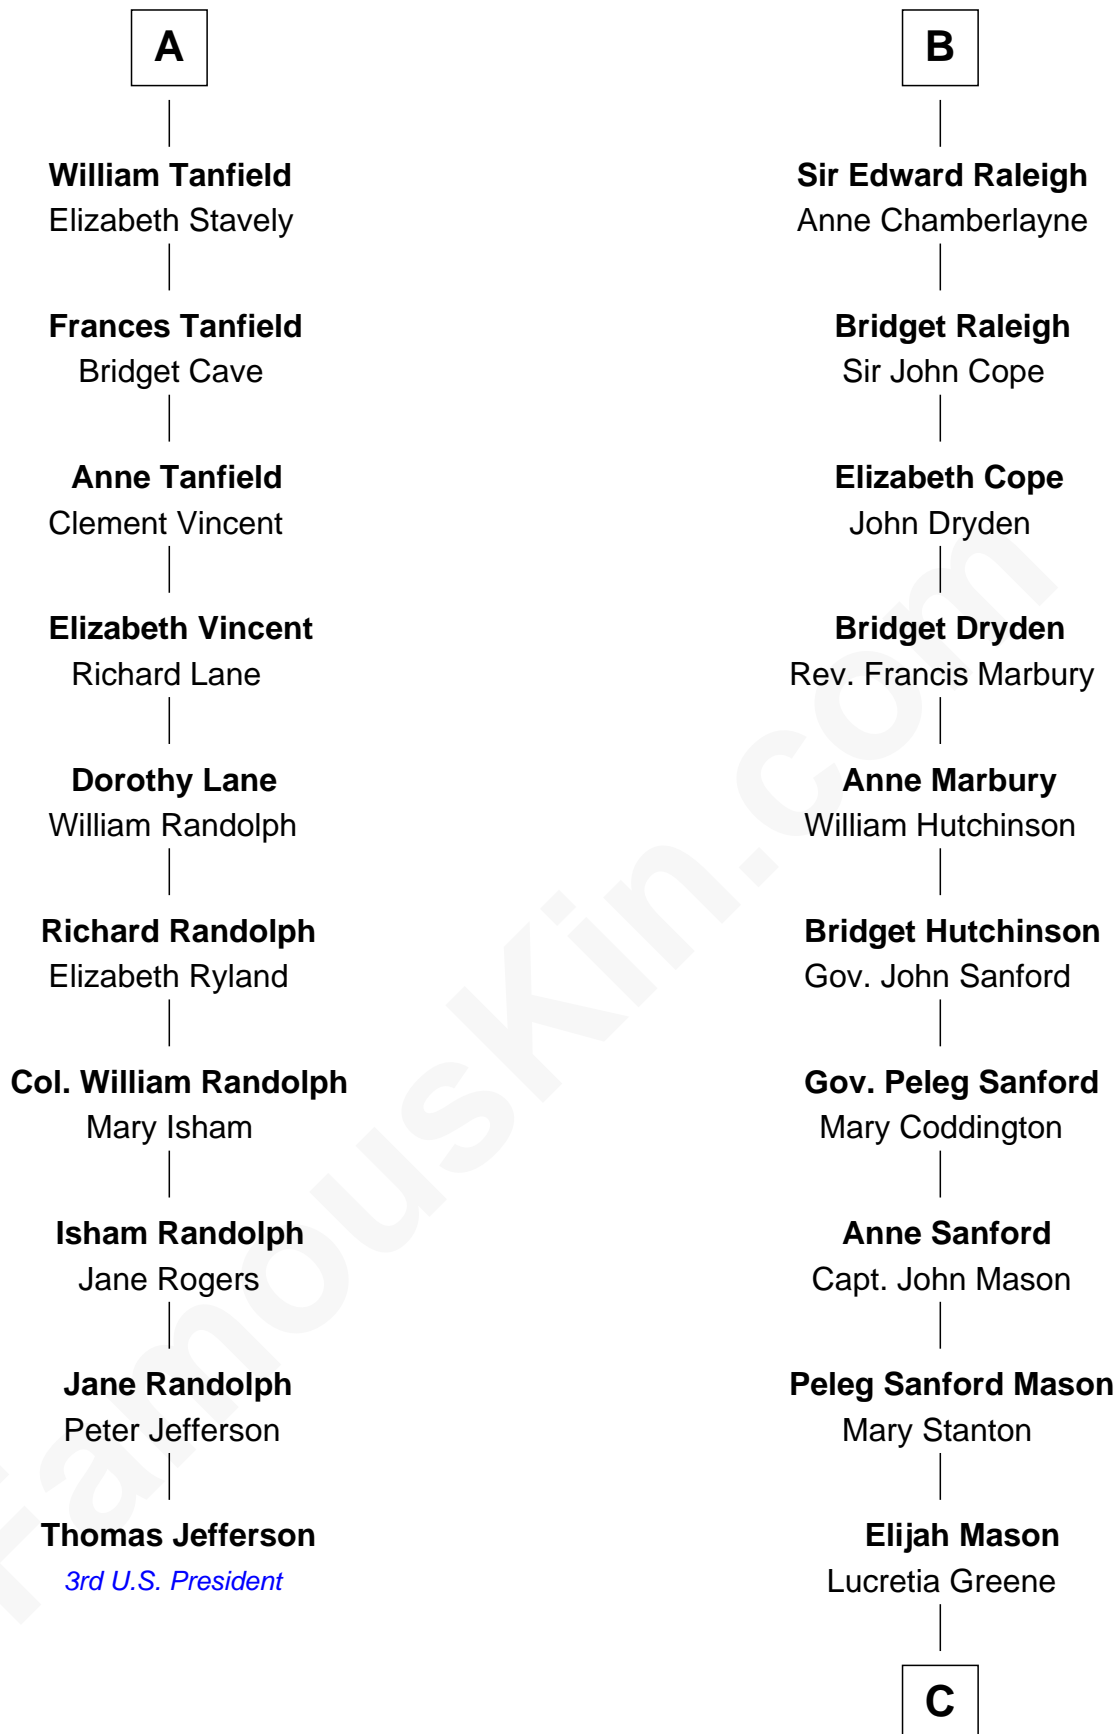 A
William Tanfield
Elizabeth Stavely
Frances Tanfield
Bridget Cave
Anne Tanfield
Clement Vincent
Elizabeth Vincent
Richard Lane
Dorothy Lane
William Randolph
Richard Randolph
Elizabeth Ryland
Col. William Randolph
Mary Isham
Isham Randolph
Jane Rogers
Jane Randolph
Peter Jefferson
Thomas Jefferson
3rd U.S. President
B
Sir Edward Raleigh
Anne Chamberlayne
Bridget Raleigh
Sir John Cope
Elizabeth Cope
John Dryden
Bridget Dryden
Rev. Francis Marbury
Anne Marbury
William Hutchinson
Bridget Hutchinson
Gov. John Sanford
Gov. Peleg Sanford
Mary Coddington
Anne Sanford
Capt. John Mason
Peleg Sanford Mason
Mary Stanton
Elijah Mason
Lucretia Greene
C
FamousKin.com